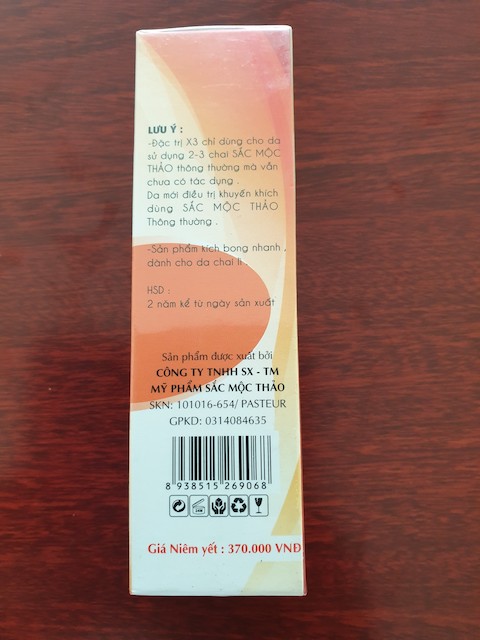 LƯU Ý :
-Đặc trị X3 chỉ dùng cho da
sử dụng 2-3 chai SẮC MỘC
THẢO thông thường mà vẫn
chưa có tác dụng .
Da mới điều trị khuyến khích
dùng SẮC MỘC THẢO
Thông thường .
-Sản phẩm kích bong nhanh ,
dành cho da chai lì .
HSD :
2 năm kể từ ngày sản xuất
Sản phẩm được xuất bởi
CÔNG TY TNHH SX - TM
MỸ PHẨM SẮC MỘC THẢO
SKN: 101016-654/ PASTEUR
GPKD: 0314084635
8 938515 269068
Giá Niêm yết : 370.000 VNĐ